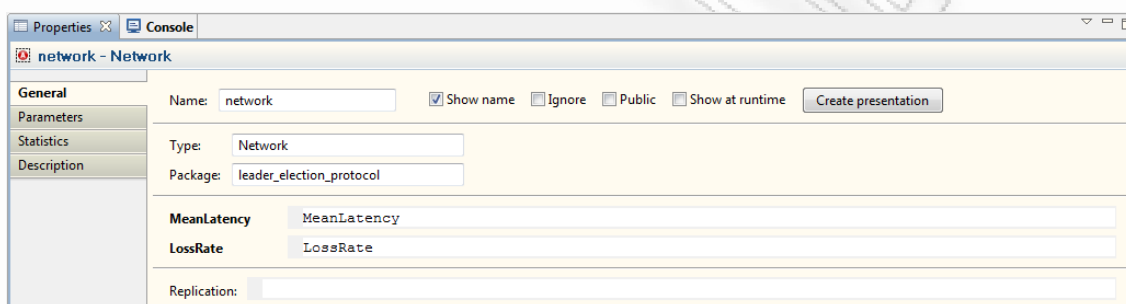 Properties Console
network - Network
General
Name: network Show name Ignore Public Show at runtime Create presentation
Parameters
Statistics
Type: Network
Description
Package: leader_election_protocol
MeanLatency MeanLatency
LossRate LossRate
Replication: